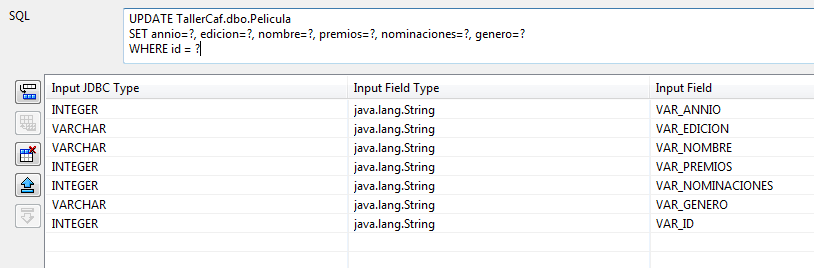 SQL
UPDATE TallerCaf.dbo.Pelicula
SET annio=?, edicion=?, nombre=?, premios=?, nominaciones=?, genero=?
WHERE id = ?
Input JDBC Type Input Field Type Input Field
INTEGER java.lang.String VAR_ANNIO
VARCHAR java.lang.String VAR_EDICION
VARCHAR java.lang.String VAR_NOMBRE
INTEGER java.lang.String VAR_PREMIOS
INTEGER java.lang.String VAR_NOMINACIONES
VARCHAR java.lang.String VAR_GENERO
INTEGER java.lang.String VAR_ID